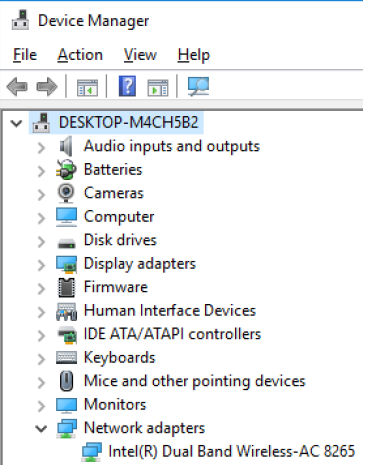 Device Manager
File Action View Help
DESKTOP-M4CH5B2
Audio inputs and outputs
Batteries
Cameras
Computer
Disk drives
Display adapters
Firmware
Human Interface Devices
IDE ATA/ATAPI controllers
Keyboards
Mice and other pointing devices
Monitors
Network adapters
Intel(R) Dual Band Wireless-AC 8265